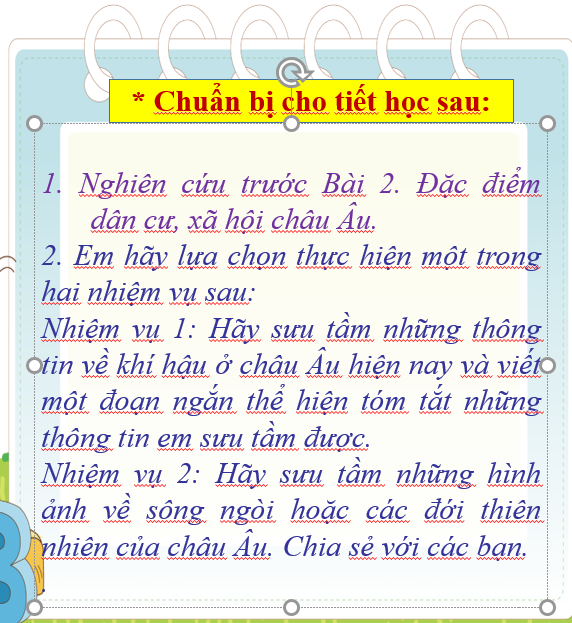 * Chuẩn bị cho tiết học sau:
1. Nghiên cứu trước Bài 2. Đặc điểm
dân cư, xã hội châu Âu.
2. Em hãy lựa chọn thực hiện một trong
hai nhiệm vụ sau:
Nhiệm vụ 1: Hãy sưu tầm những thông
tin về khí hậu ở châu Âu hiện nay và viết
một đoạn ngắn thể hiện tóm tắt những
thông tin em sưu tầm được.
Nhiệm vụ 2: Hãy sưu tầm những hình
ảnh về sông ngòi hoặc các đới thiên
nhiên của châu Âu. Chia sẻ với các bạn.
.